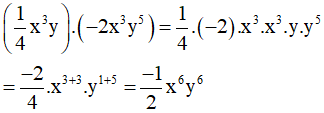 (1/4 x³y).(−2x³y⁵) = 1/4.(−2).x³.x³.y.y⁵
= −2/4.x³⁺³.y¹⁺⁵ = −1/2 x⁶y⁶